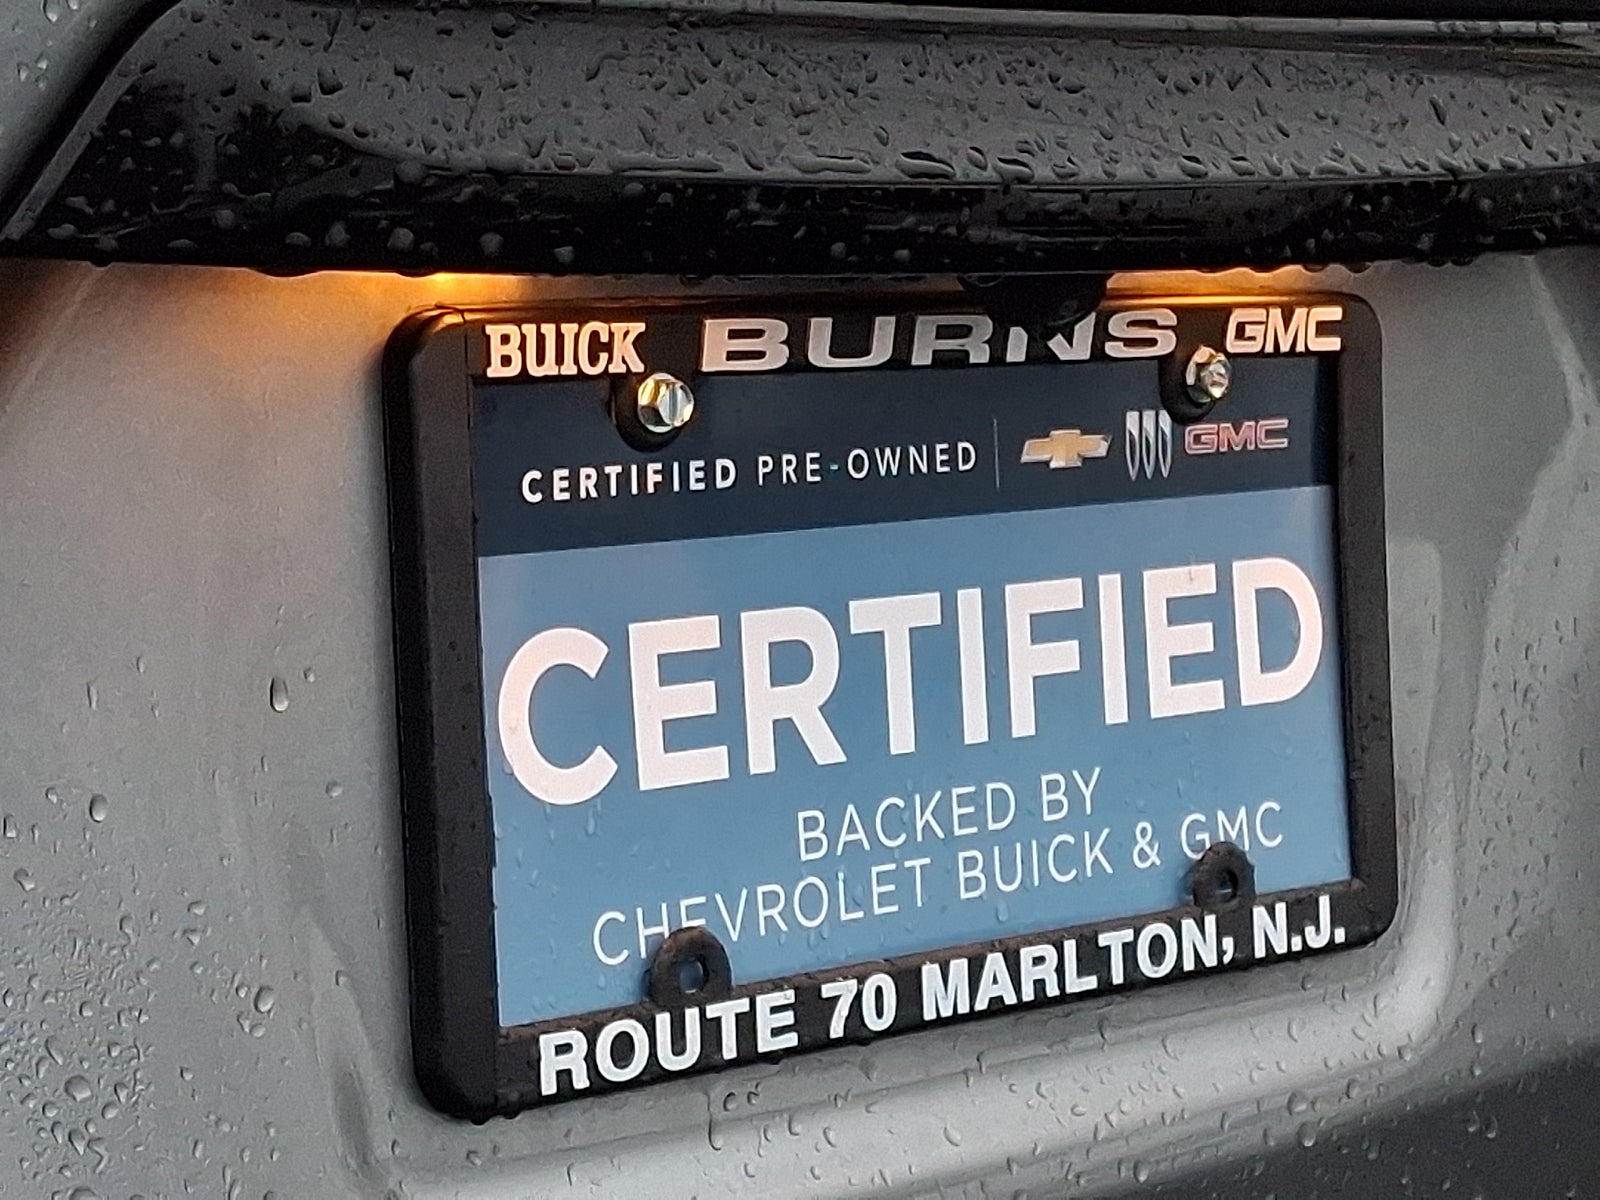 BUICK BURNS GMC
CERTIFIED PRE-OWNED GMC
CERTIFIED
BACKED BY
CHEVROLET BUICK & GMC
ROUTE 70 MARLTON, N.J.